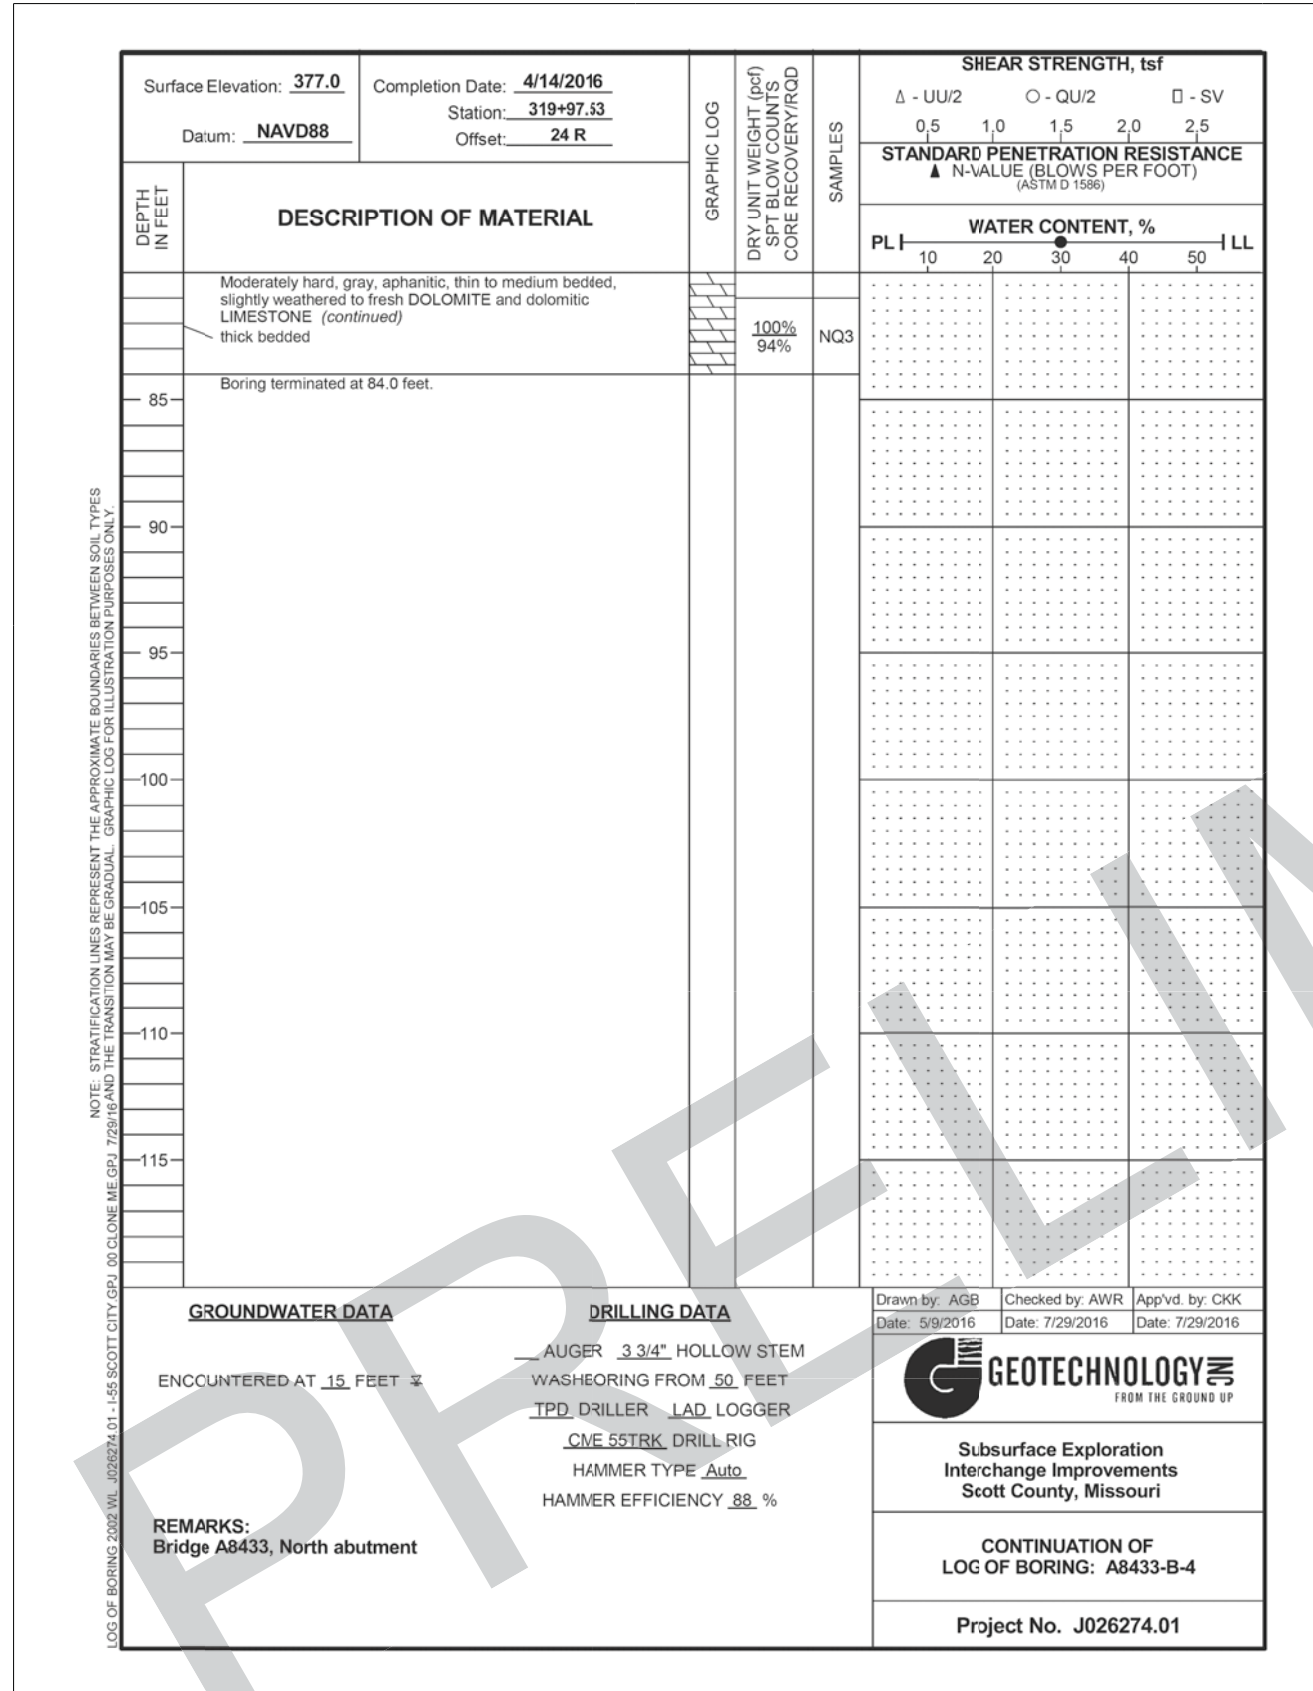 Surface Elevation: 377.0
Datum: NAVD88
Completion Date: 4/14/2016
Station: 319+97.53
Offset: 24 R
DEPTH
IN FEET
DESCRIPTION OF MATERIAL
GRAPHIC LOG
DRY UNIT WEIGHT (pcf)
SPT BLOW COUNTS
CORE RECOVERY/RQD
SAMPLES
SHEAR STRENGTH, tsf
Δ - UU/2 ○ - QU/2 □ - SV
0.5 1.0 1.5 2.0 2.5
STANDARD PENETRATION RESISTANCE
▲ N-VALUE (BLOWS PER FOOT)
(ASTM D 1586)
WATER CONTENT, %
PL LL
10 20 30 40 50
Moderately hard, gray, aphanitic, thin to medium bedded,
slightly weathered to fresh DOLOMITE and dolomitic
LIMESTONE (continued)
thick bedded
100%
94%
NQ3
Boring terminated at 84.0 feet.
85
90
95
100
105
110
115
NOTE: STRATIFICATION LINES REPRESENT THE APPROXIMATE BOUNDARIES BETWEEN SOIL TYPES
AND THE TRANSITION MAY BE GRADUAL. GRAPHIC LOG FOR ILLUSTRATION PURPOSES ONLY.
LOG OF BORING 2002 WL J026274.01 - I-55 SCOTT CITY.GPJ 00 CLONE ME.GPJ 7/29/16
GROUNDWATER DATA
ENCOUNTERED AT 15 FEET
REMARKS:
Bridge A8433, North abutment
DRILLING DATA
AUGER 3 3/4" HOLLOW STEM
WASHBORING FROM 50 FEET
TPD DRILLER LAD LOGGER
CME 55TRK DRILL RIG
HAMMER TYPE Auto
HAMMER EFFICIENCY 88 %
Drawn by: AGB Checked by: AWR App'vd. by: CKK
Date: 5/9/2016 Date: 7/29/2016 Date: 7/29/2016
GEOTECHNOLOGY INC
FROM THE GROUND UP
Subsurface Exploration
Interchange Improvements
Scott County, Missouri
CONTINUATION OF
LOG OF BORING: A8433-B-4
Project No. J026274.01
PRELI